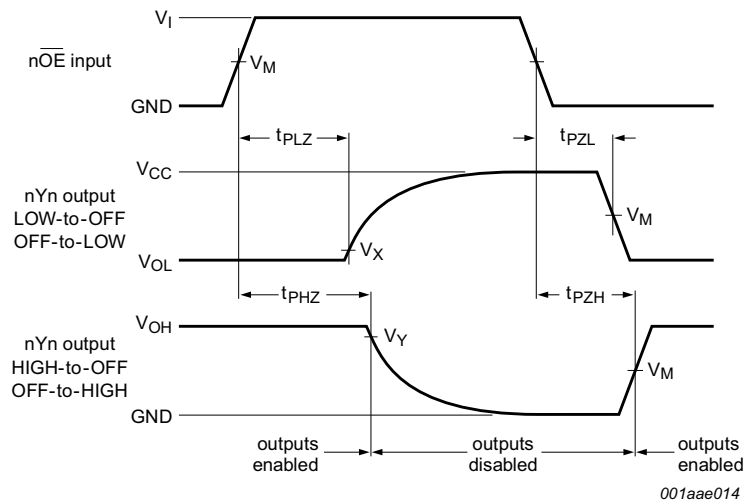 V_I
nO̅E̅ input
V_M
GND
t_PLZ
t_PZL
V_CC
nYn output
LOW-to-OFF
OFF-to-LOW
V_M
V_X
V_OL
t_PHZ
t_PZH
V_OH
nYn output
HIGH-to-OFF
OFF-to-HIGH
V_Y
V_M
GND
outputs
enabled
outputs
disabled
outputs
enabled
001aae014